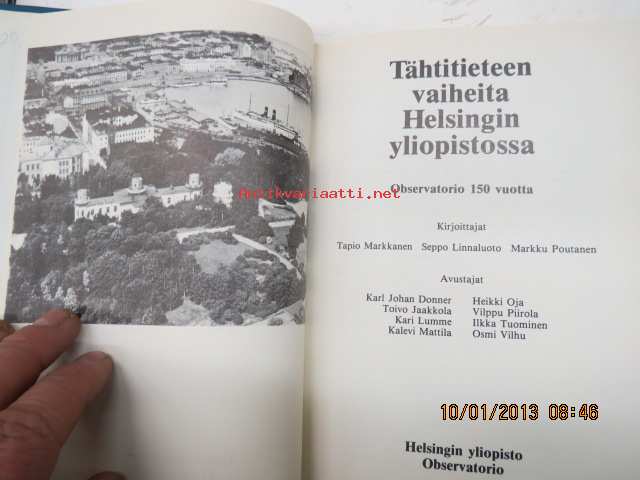 Tähtitieteen
vaiheita
Helsingin
yliopistossa
antikvariaatti.net
Observatorio 150 vuotta
Kirjoittajat
Tapio Markkanen Seppo Linnaluoto Markku Poutanen
Avustajat
Karl Johan Donner Heikki Oja
Toivo Jaakkola Vilppu Piirola
Kari Lumme Ilkka Tuominen
Kalevi Mattila Osmi Vilhu
10/01/2013 08:46
Helsingin yliopisto
Observatorio